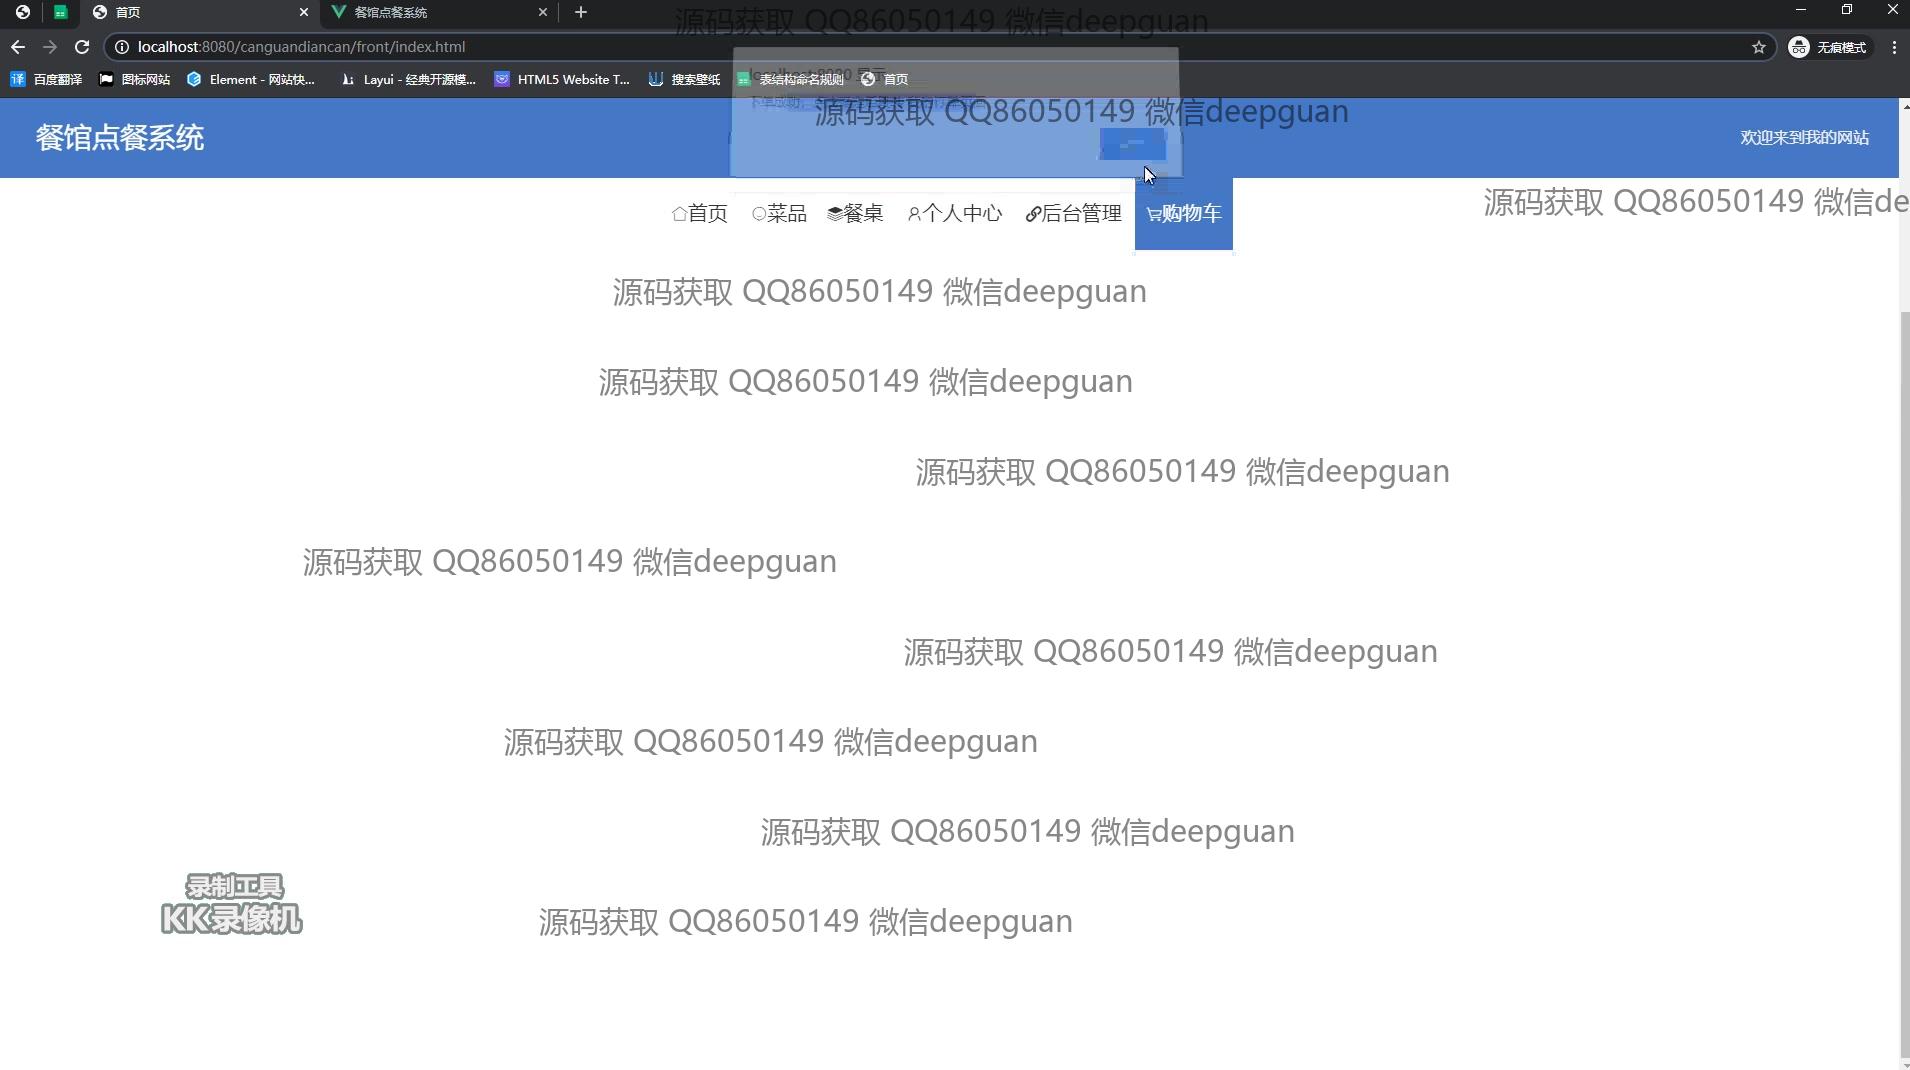 首页
餐馆点餐系统
源码获取 QQ86050149 微信deepguan
localhost:8080/canguandiancan/front/index.html
无痕模式
百度翻译
图标网站
Element - 网站快...
Layui - 经典开源模...
HTML5 Website T...
搜索壁纸
表结构命名规则
首页
localhost:8080 显示
源码获取 QQ86050149 微信deepguan
餐馆点餐系统
欢迎来到我的网站
源码获取 QQ86050149 微信de
首页
菜品
餐桌
个人中心
后台管理
购物车
源码获取 QQ86050149 微信deepguan
源码获取 QQ86050149 微信deepguan
源码获取 QQ86050149 微信deepguan
源码获取 QQ86050149 微信deepguan
源码获取 QQ86050149 微信deepguan
源码获取 QQ86050149 微信deepguan
源码获取 QQ86050149 微信deepguan
录制工具
KK录像机
源码获取 QQ86050149 微信deepguan